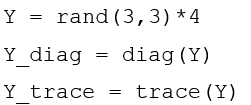 Y = rand(3,3)*4
Y_diag = diag(Y)
Y_trace = trace(Y)